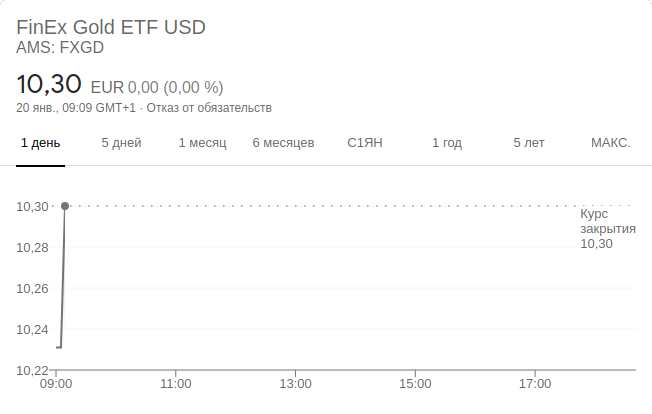 FinEx Gold ETF USD
AMS: FXGD
10,30 EUR 0,00 (0,00 %)
20 янв., 09:09 GMT+1 · Отказ от обязательств
1 день 5 дней 1 месяц 6 месяцев С1ЯН 1 год 5 лет МАКС.
10,30
Курс
закрытия
10,30
10,28
10,26
10,24
10,22
09:00 11:00 13:00 15:00 17:00